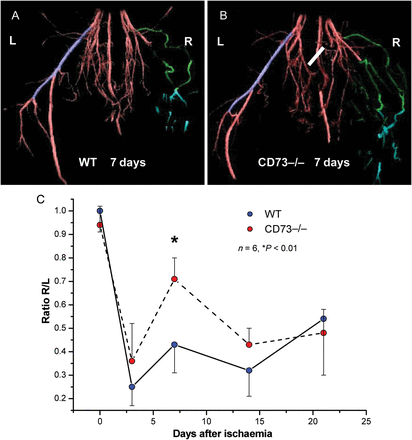 A
L
R
WT 7 days
B
L
R
CD73–/– 7 days
C
WT
CD73–/–
n = 6, *P < 0.01
*
Ratio R/L
1.0
0.9
0.8
0.7
0.6
0.5
0.4
0.3
0.2
0 5 10 15 20 25
Days after ischaemia